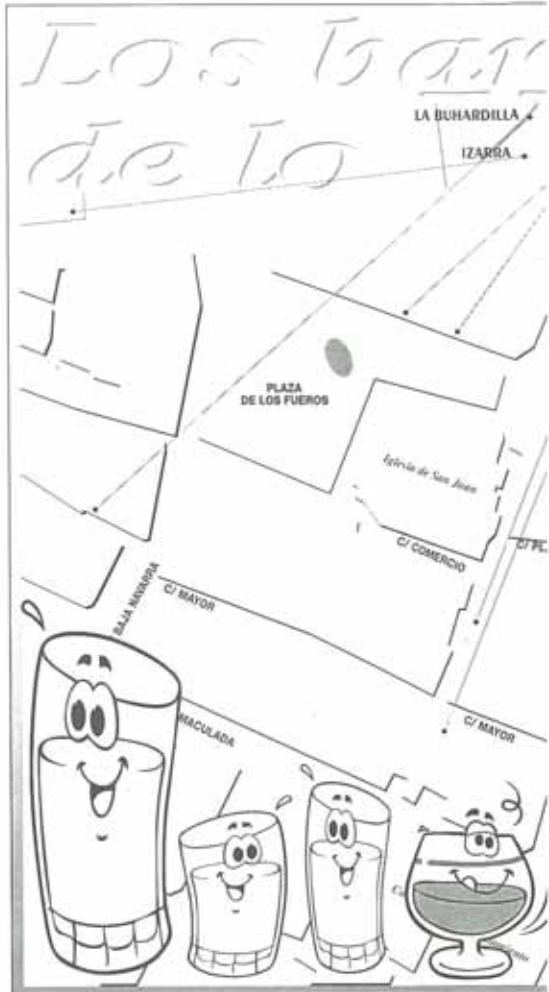 Los bar
de lo
LA BUHARDILLA
IZARRA
PLAZA
DE LOS FUEROS
Iglesia de San Juan
C/ COMERCIO
C/ PL
BAJA NAVARRA
C/ MAYOR
MACULADA
C/ MAYOR